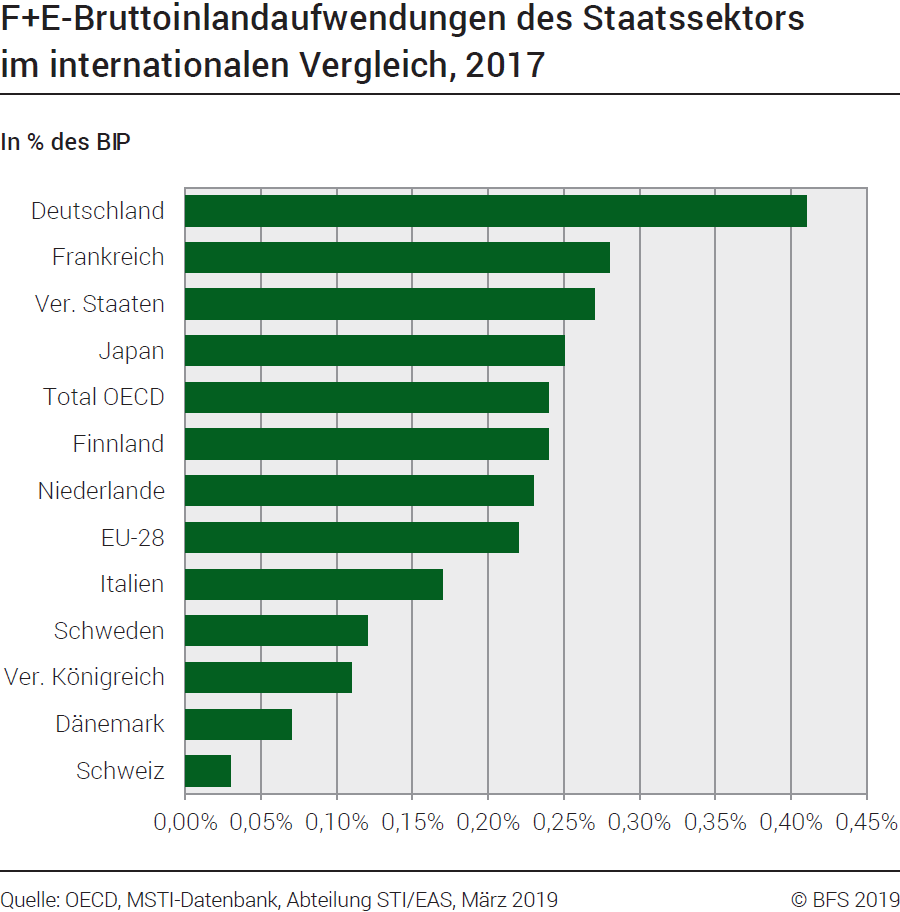 F+E-Bruttoinlandaufwendungen des Staatssektors
im internationalen Vergleich, 2017
In % des BIP
Deutschland
Frankreich
Ver. Staaten
Japan
Total OECD
Finnland
Niederlande
EU-28
Italien
Schweden
Ver. Königreich
Dänemark
Schweiz
0,00% 0,05% 0,10% 0,15% 0,20% 0,25% 0,30% 0,35% 0,40% 0,45%
Quelle: OECD, MSTI-Datenbank, Abteilung STI/EAS, März 2019 © BFS 2019